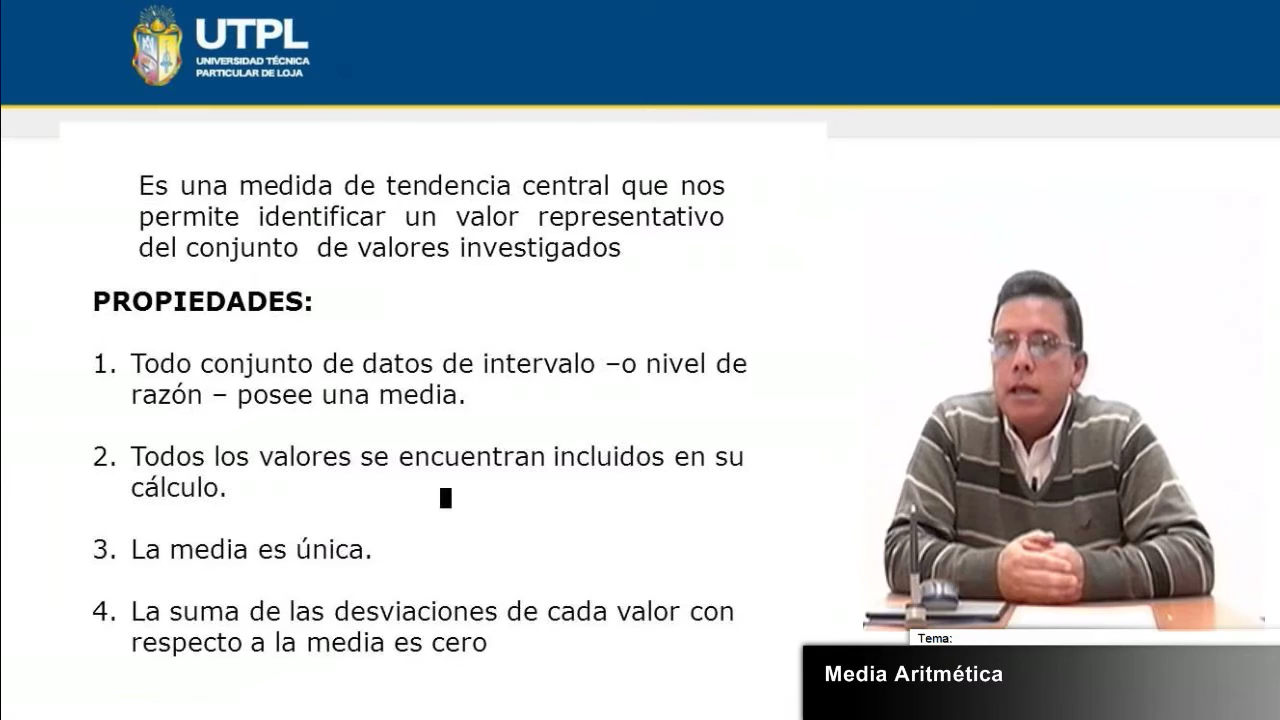 UTPL
UNIVERSIDAD TÉCNICA
PARTICULAR DE LOJA
Es una medida de tendencia central que nos
permite identificar un valor representativo
del conjunto de valores investigados
PROPIEDADES:
1. Todo conjunto de datos de intervalo –o nivel de
razón – posee una media.
2. Todos los valores se encuentran incluidos en su
cálculo.
3. La media es única.
4. La suma de las desviaciones de cada valor con
respecto a la media es cero
Tema:
Media Aritmética